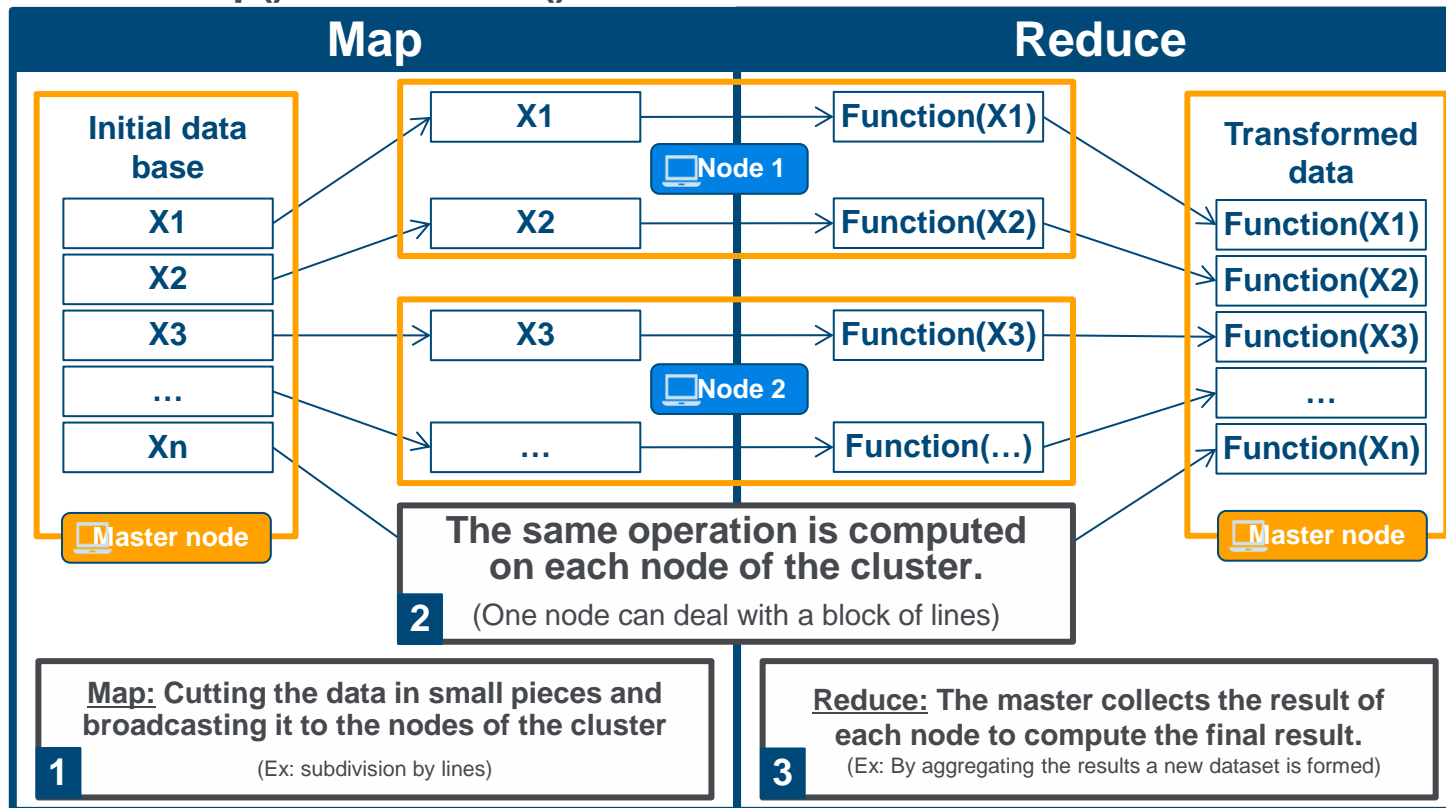 Map
Reduce
Initial data
base
X1
X2
X3
...
Xn
Master node
X1
Function(X1)
Node 1
X2
Function(X2)
X3
Function(X3)
Node 2
...
Function(...)
Transformed
data
Function(X1)
Function(X2)
Function(X3)
...
Function(Xn)
Master node
The same operation is computed
on each node of the cluster.
2
(One node can deal with a block of lines)
Map: Cutting the data in small pieces and
broadcasting it to the nodes of the cluster
1
(Ex: subdivision by lines)
Reduce: The master collects the result of
each node to compute the final result.
3
(Ex: By aggregating the results a new dataset is formed)